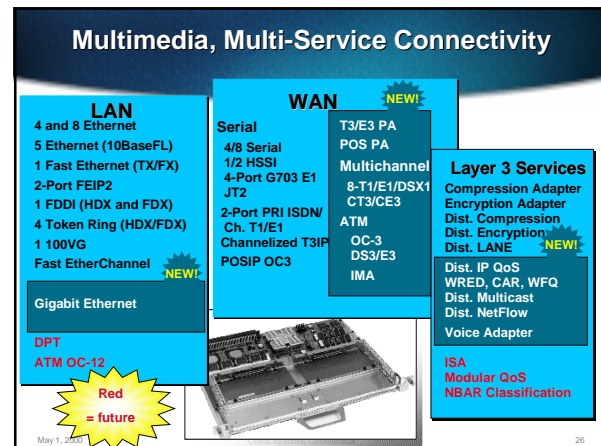 Multimedia, Multi-Service Connectivity
LAN
4 and 8 Ethernet
5 Ethernet (10BaseFL)
1 Fast Ethernet (TX/FX)
2-Port FEIP2
1 FDDI (HDX and FDX)
4 Token Ring (HDX/FDX)
1 100VG
Fast EtherChannel
NEW!
Gigabit Ethernet
DPT
ATM OC-12
Red
= future
WAN
NEW!
Serial
4/8 Serial
1/2 HSSI
4-Port G703 E1
JT2
2-Port PRI ISDN/
Ch. T1/E1
Channelized T3IP
POSIP OC3
T3/E3 PA
POS PA
Multichannel
8-T1/E1/DSX1
CT3/CE3
ATM
OC-3
DS3/E3
IMA
Layer 3 Services
Compression Adapter
Encryption Adapter
Dist. Compression
Dist. Encryption
Dist. LANE
NEW!
Dist. IP QoS
WRED, CAR, WFQ
Dist. Multicast
Dist. NetFlow
Voice Adapter
ISA
Modular QoS
NBAR Classification
May 1, 2000
26